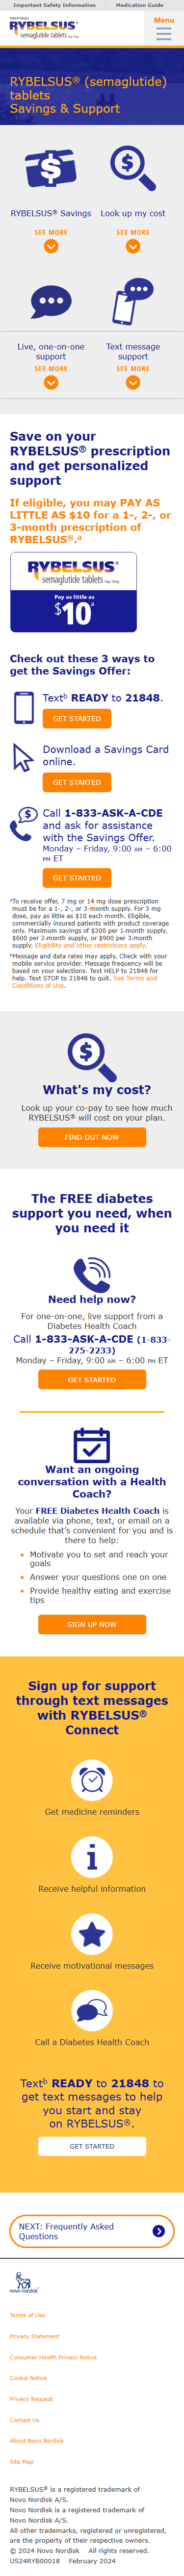 Important Safety Information | Medication Guide
ONCE-DAILY
RYBELSUS®
semaglutide tablets
Menu
RYBELSUS® (semaglutide)
tablets
Savings & Support
RYBELSUS® Savings
SEE MORE
Look up my cost
SEE MORE
Live, one-on-one
support
SEE MORE
Text message
support
SEE MORE
Save on your
RYBELSUS® prescription
and get personalized
support
If eligible, you may PAY AS
LITTLE AS $10 for a 1-, 2-, or
3-month prescription of
RYBELSUS®.ᵃ
RYBELSUS®
semaglutide tablets
Pay as little as
$10ᵃ
Check out these 3 ways to
get the Savings Offer:
Textᵇ READY to 21848.
GET STARTED
Download a Savings Card
online.
GET STARTED
Call 1-833-ASK-A-CDE
and ask for assistance
with the Savings Offer.
Monday – Friday, 9:00 AM – 6:00
PM ET
GET STARTED
ᵃTo receive offer, 7 mg or 14 mg dose prescription
must be for a 1-, 2-, or 3-month supply. For 3 mg
dose, pay as little as $10 each month. Eligible,
commercially insured patients with product coverage
only. Maximum savings of $300 per 1-month supply,
$600 per 2-month supply, or $900 per 3-month
supply. Eligibility and other restrictions apply.
ᵇMessage and data rates may apply. Check with your
mobile service provider. Message frequency will be
based on your selections. Text HELP to 21848 for
help. Text STOP to 21848 to quit. See Terms and
Conditions of Use.
What's my cost?
Look up your co-pay to see how much
RYBELSUS® will cost on your plan.
FIND OUT NOW
The FREE diabetes
support you need, when
you need it
Need help now?
For one-on-one, live support from a
Diabetes Health Coach
Call 1-833-ASK-A-CDE (1-833-
275-2233)
Monday – Friday, 9:00 AM – 6:00 PM ET
GET STARTED
Want an ongoing
conversation with a Health
Coach?
Your FREE Diabetes Health Coach is
available via phone, text, or email on a
schedule that’s convenient for you and is
there to help:
• Motivate you to set and reach your
goals
• Answer your questions one on one
• Provide healthy eating and exercise
tips
SIGN UP NOW
Sign up for support
through text messages
with RYBELSUS®
Connect
Get medicine reminders
Receive helpful information
Receive motivational messages
Call a Diabetes Health Coach
Textᵇ READY to 21848 to
get text messages to help
you start and stay
on RYBELSUS®.
GET STARTED
NEXT: Frequently Asked
Questions
novo nordisk®
Terms of Use
Privacy Statement
Consumer Health Privacy Notice
Cookie Notice
Privacy Request
Contact Us
About Novo Nordisk
Site Map
RYBELSUS® is a registered trademark of
Novo Nordisk A/S.
Novo Nordisk is a registered trademark of
Novo Nordisk A/S.
All other trademarks, registered or unregistered,
are the property of their respective owners.
© 2024 Novo Nordisk All rights reserved.
US24RYB00018 February 2024